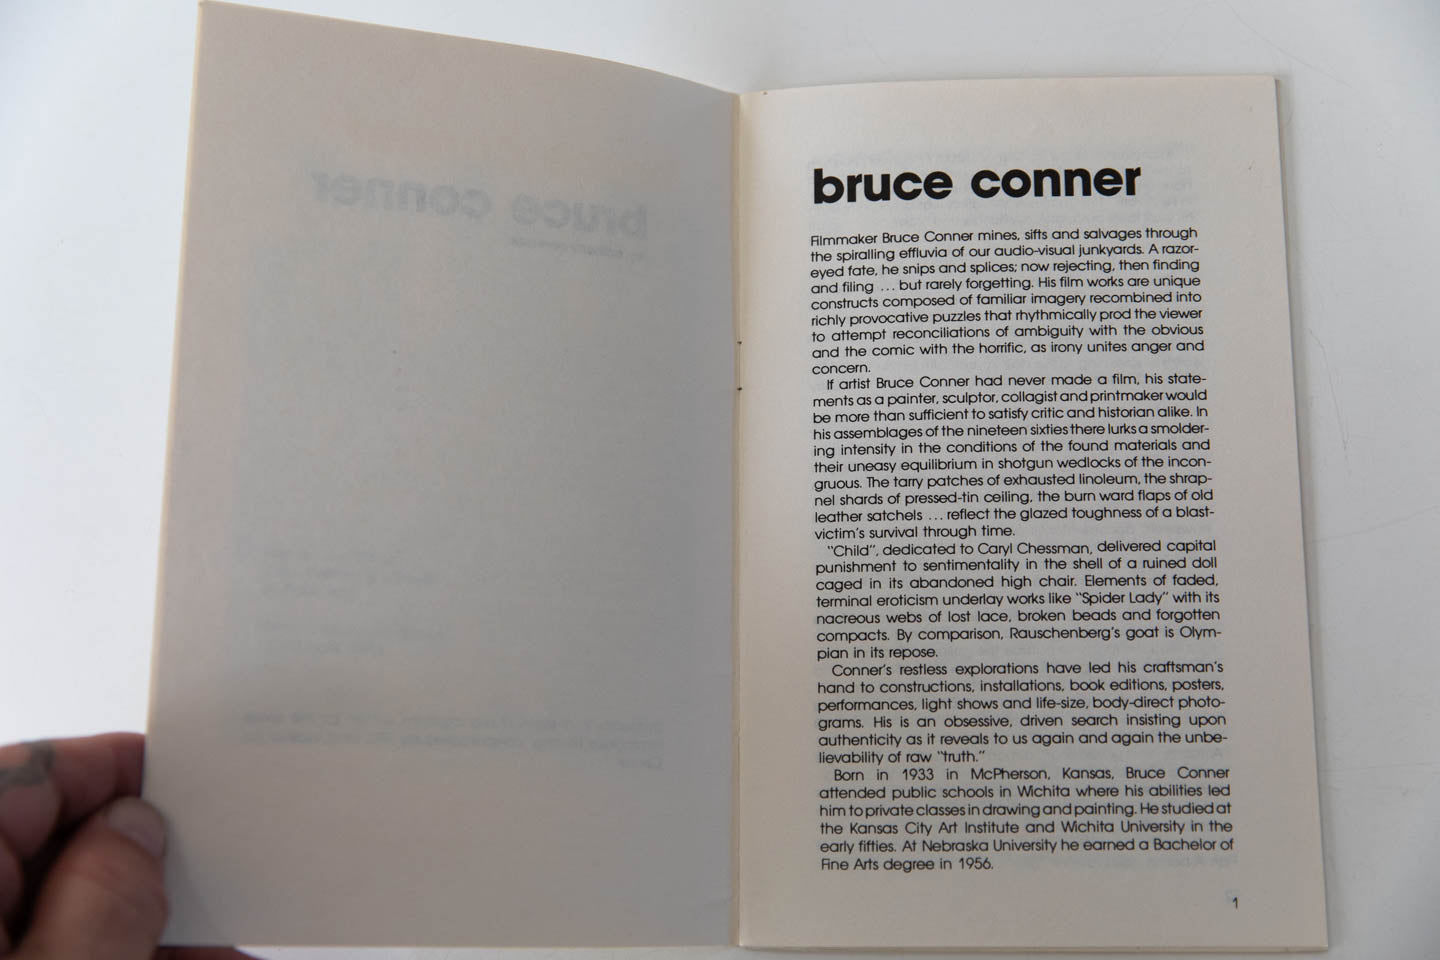 bruce conner
bruce conner
Filmmaker Bruce Conner mines, sifts and salvages through
the spiralling effluvia of our audio-visual junkyards. A razor-
eyed fate, he snips and splices; now rejecting, then finding
and filing ... but rarely forgetting. His film works are unique
constructs composed of familiar imagery recombined into
richly provocative puzzles that rhythmically prod the viewer
to attempt reconciliations of ambiguity with the obvious
and the comic with the horrific, as irony unites anger and
concern.
If artist Bruce Conner had never made a film, his state-
ments as a painter, sculptor, collagist and printmaker would
be more than sufficient to satisfy critic and historian alike. In
his assemblages of the nineteen sixties there lurks a smolder-
ing intensity in the conditions of the found materials and
their uneasy equilibrium in shotgun wedlocks of the incon-
gruous. The tarry patches of exhausted linoleum, the shrap-
nel shards of pressed-tin ceiling, the burn ward flaps of old
leather satchels ... reflect the glazed toughness of a blast-
victim's survival through time.
"Child", dedicated to Caryl Chessman, delivered capital
punishment to sentimentality in the shell of a ruined doll
caged in its abandoned high chair. Elements of faded,
terminal eroticism underlay works like "Spider Lady" with its
nacreous webs of lost lace, broken beads and forgotten
compacts. By comparison, Rauschenberg's goat is Olym-
pian in its repose.
Conner's restless explorations have led his craftsman's
hand to constructions, installations, book editions, posters,
performances, light shows and life-size, body-direct photo-
grams. His is an obsessive, driven search insisting upon
authenticity as it reveals to us again and again the unbe-
lievability of raw "truth."
Born in 1933 in McPherson, Kansas, Bruce Conner
attended public schools in Wichita where his abilities led
him to private classes in drawing and painting. He studied at
the Kansas City Art Institute and Wichita University in the
early fifties. At Nebraska University he earned a Bachelor of
Fine Arts degree in 1956.
1